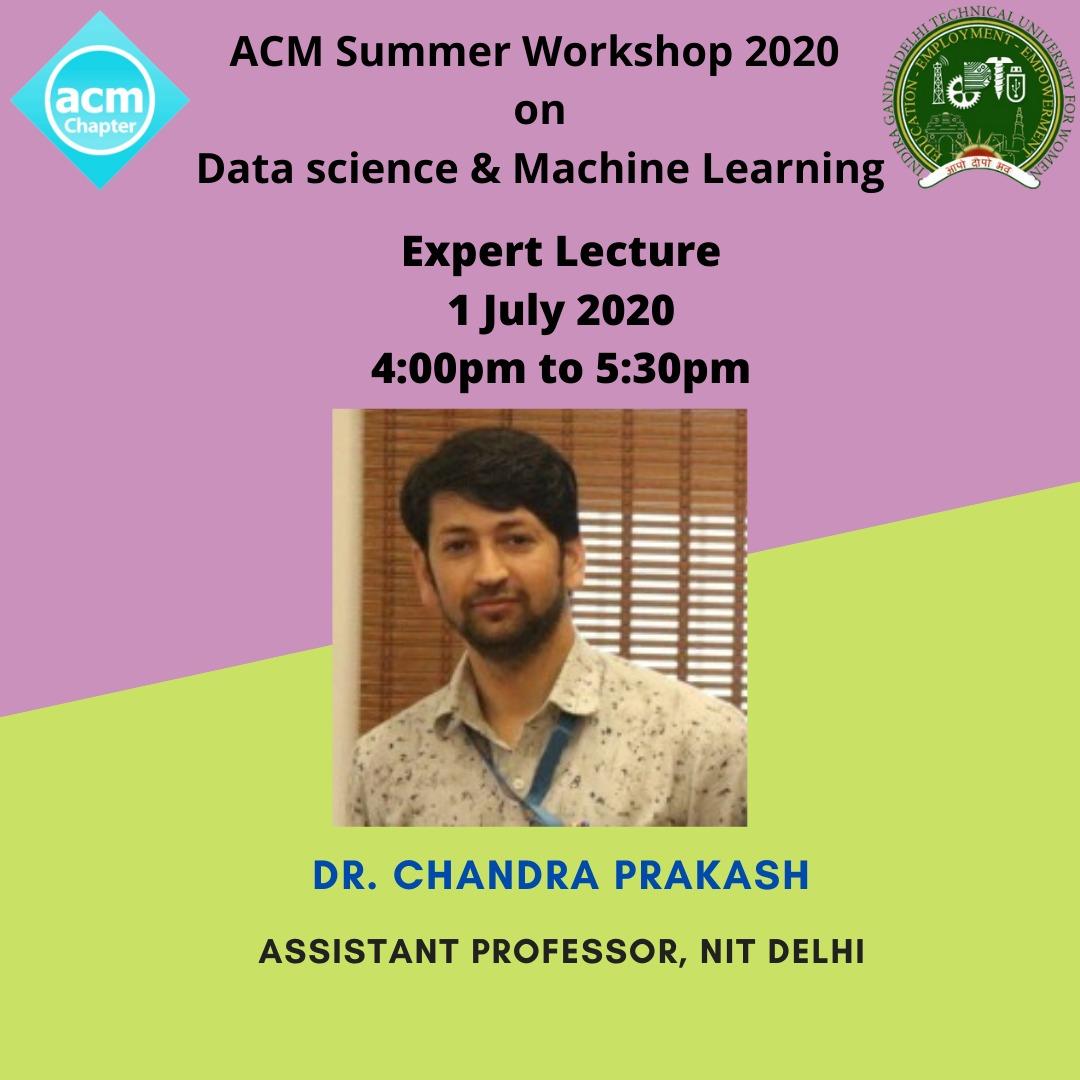 acm
Chapter
ACM Summer Workshop 2020
on
Data science & Machine Learning
INDIRA GANDHI DELHI TECHNICAL UNIVERSITY FOR WOMEN
EDUCATION - EMPLOYMENT - EMPOWERMENT
आपो दीपो भव
Expert Lecture
1 July 2020
4:00pm to 5:30pm
DR. CHANDRA PRAKASH
ASSISTANT PROFESSOR, NIT DELHI